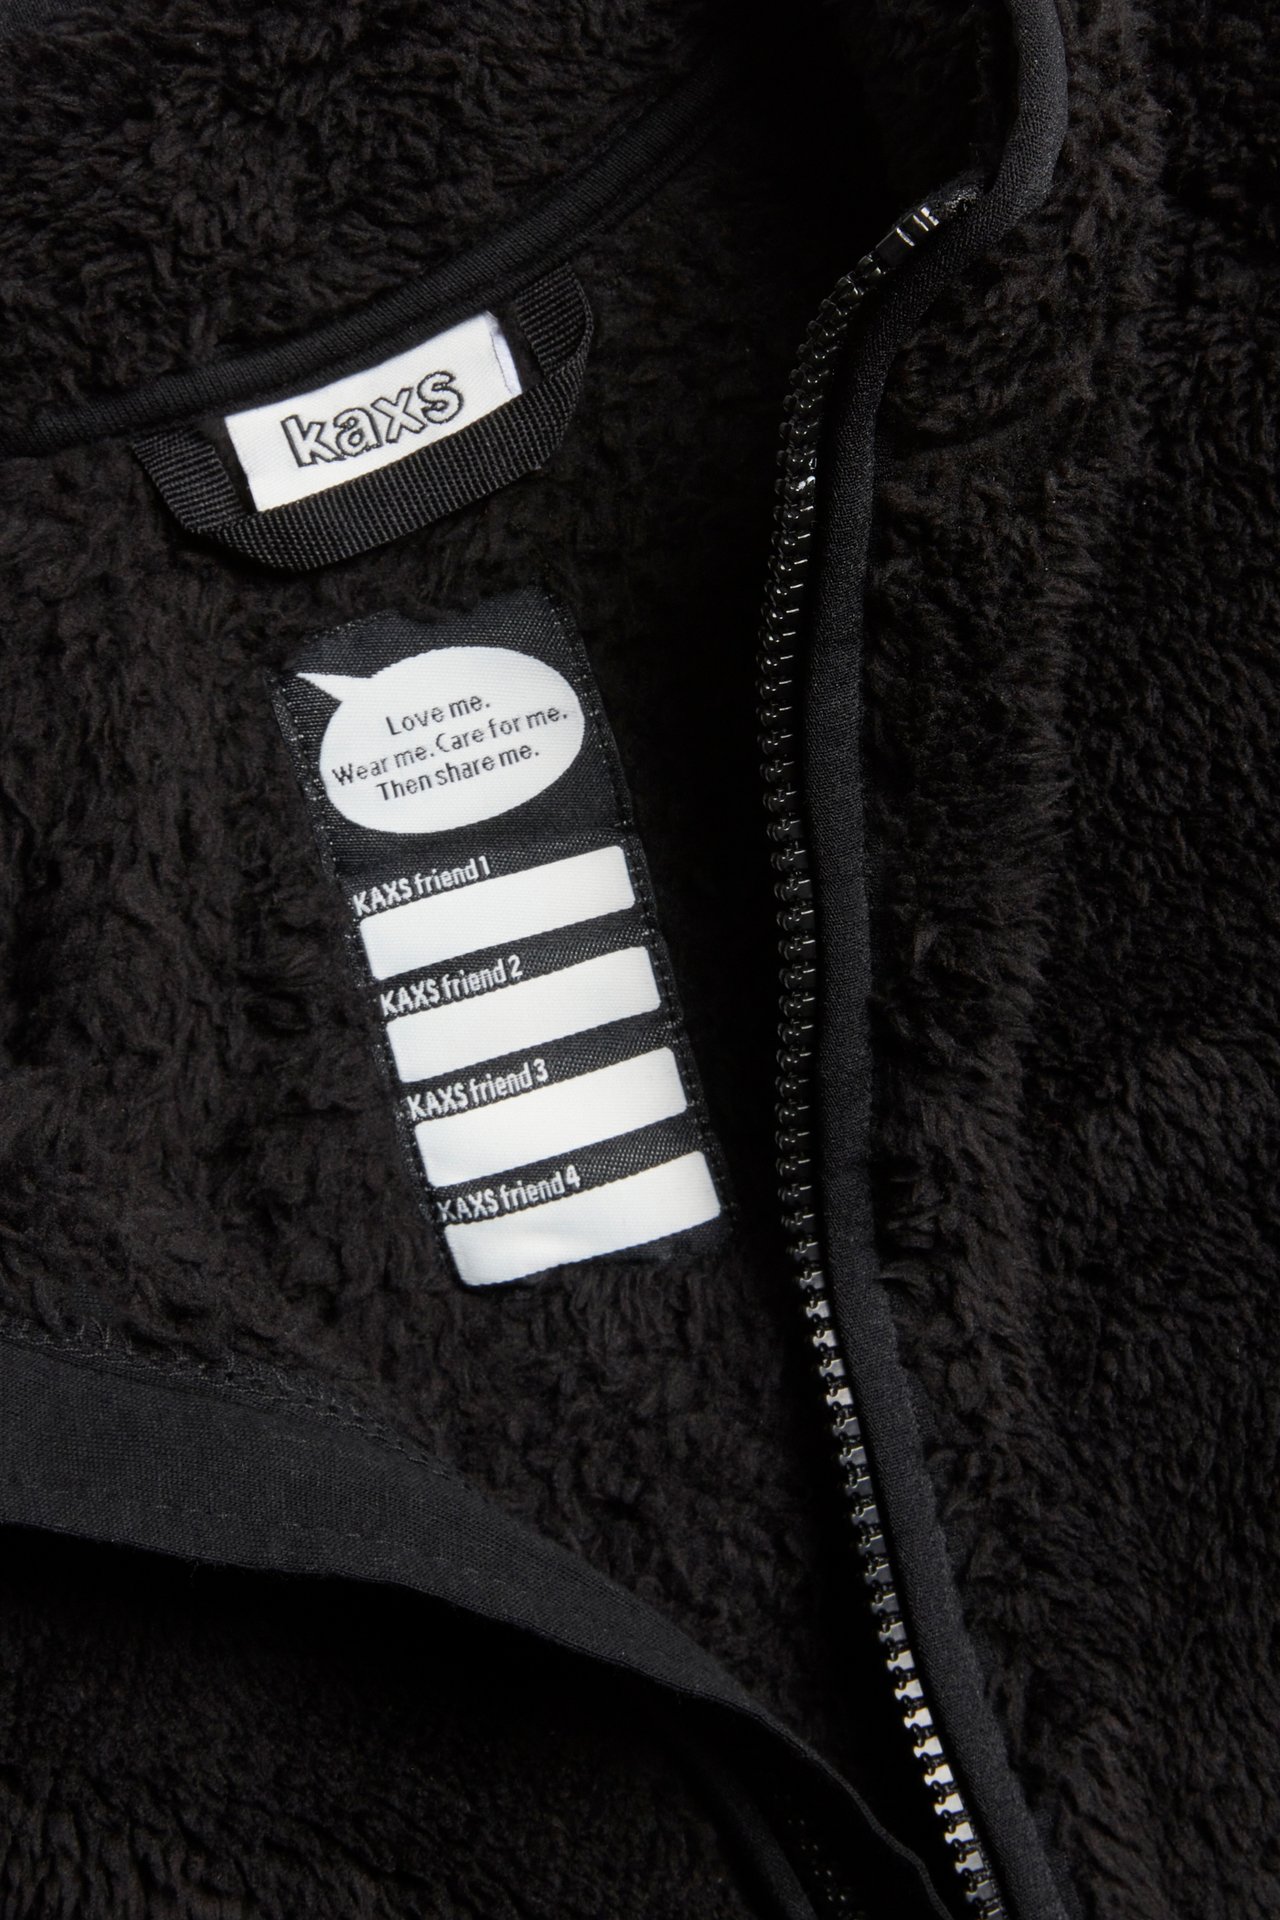 kaxs
Love me.
Wear me. Care for me.
Then share me.
KAXS friend 1
KAXS friend 2
KAXS friend 3
KAXS friend 4